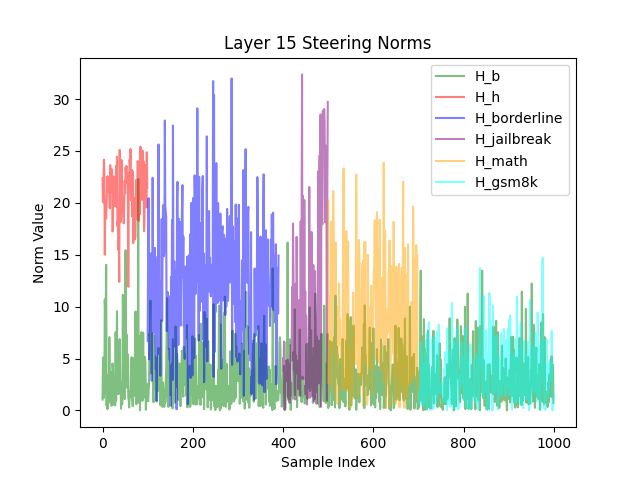 Layer 15 Steering Norms
H_b
H_h
H_borderline
H_jailbreak
H_math
H_gsm8k
Norm Value
30
25
20
15
10
5
0
0
200
400
600
800
1000
Sample Index